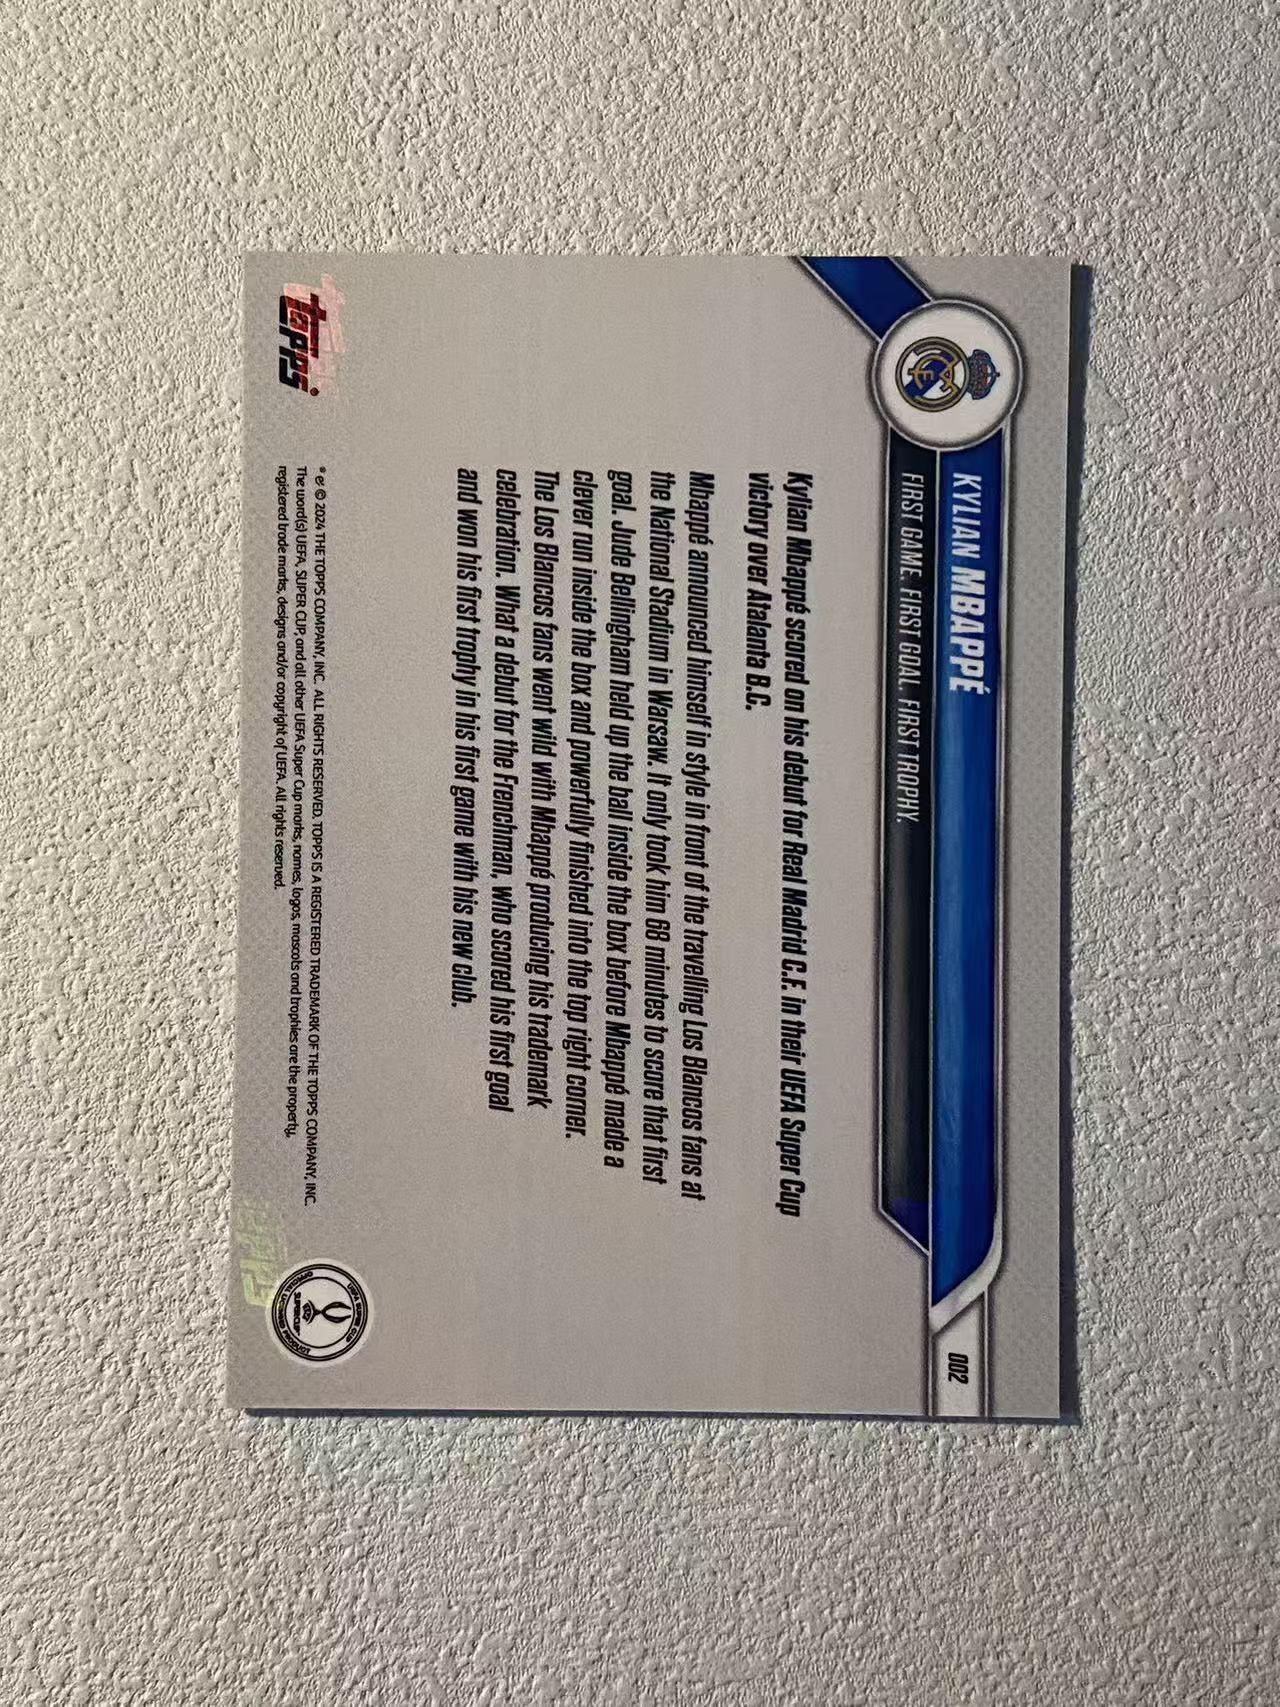 KYLIAN MBAPPÉ
002
FIRST GAME. FIRST GOAL. FIRST TROPHY.
Kylian Mbappé scored on his debut for Real Madrid C.F. in their UEFA Super Cup
victory over Atalanta B.C.
Mbappé announced himself in style in front of the travelling Los Blancos fans at
the National Stadium in Warsaw. It only took him 68 minutes to score that first
goal. Jude Bellingham held up the ball inside the box before Mbappé made a
clever run inside the box and powerfully finished into the top right corner.
The Los Blancos fans went wild with Mbappé producing his trademark
celebration. What a debut for the Frenchman, who scored his first goal
and won his first trophy in his first game with his new club.
topps®
© 2024 THE TOPPS COMPANY, INC. ALL RIGHTS RESERVED. TOPPS IS A REGISTERED TRADEMARK OF THE TOPPS COMPANY, INC.
The word(s) UEFA, SUPER CUP, and all other UEFA Super Cup marks, names, logos, mascots and trophies are the property,
registered trade marks, designs and/or copyright of UEFA. All rights reserved.
UEFA SUPER CUP
SUPERCUP
OFFICIAL LICENSED PRODUCT